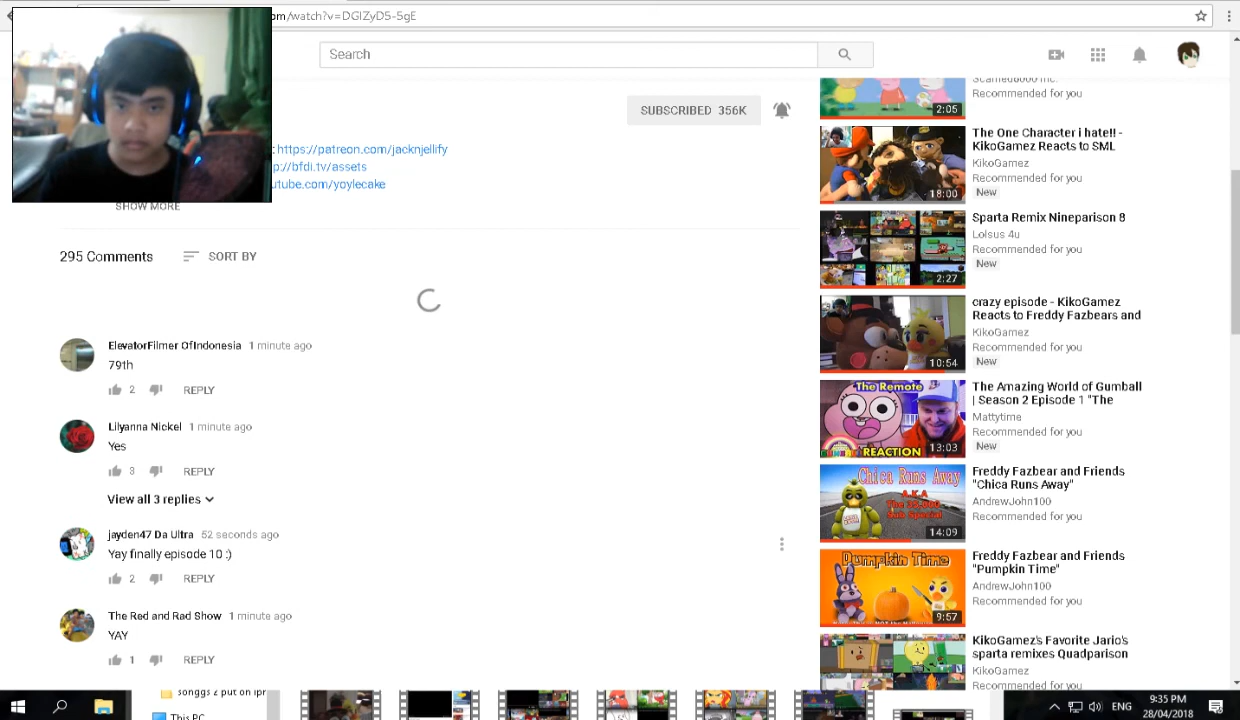 om/watch?v=DGIZyD5-5gE
Search
SUBSCRIBED 356K
: https://patreon.com/jacknjellify
p://bfdi.tv/assets
utube.com/yoylecake
SHOW MORE
295 Comments
SORT BY
ElevatorFilmer OfIndonesia 1 minute ago
79th
2 REPLY
Lilyanna Nickel 1 minute ago
Yes
3 REPLY
View all 3 replies
jayden47 Da Ultra 52 seconds ago
Yay finally episode 10 :)
2 REPLY
The Red and Rad Show 1 minute ago
YAY
1 REPLY
Recommended for you
2:05
The One Character i hate!! -
KikoGamez Reacts to SML
KikoGamez
Recommended for you
New
18:00
Sparta Remix Nineparison 8
Lolsus 4u
Recommended for you
New
2:27
crazy episode - KikoGamez
Reacts to Freddy Fazbears and
KikoGamez
Recommended for you
New
10:54
The Remote
REACTION
13:03
The Amazing World of Gumball
| Season 2 Episode 1 "The
Mattytime
Recommended for you
New
Chica Runs Away
A.K.A
14:09
Freddy Fazbear and Friends
"Chica Runs Away"
AndrewJohn100
Recommended for you
Pumpkin Time
9:57
Freddy Fazbear and Friends
"Pumpkin Time"
AndrewJohn100
Recommended for you
KikoGamez's Favorite Jario's
sparta remixes Quadparison
KikoGamez
Recommended for you
songgs 2 put on ipr
This PC
ENG
9:35 PM
28/04/2018